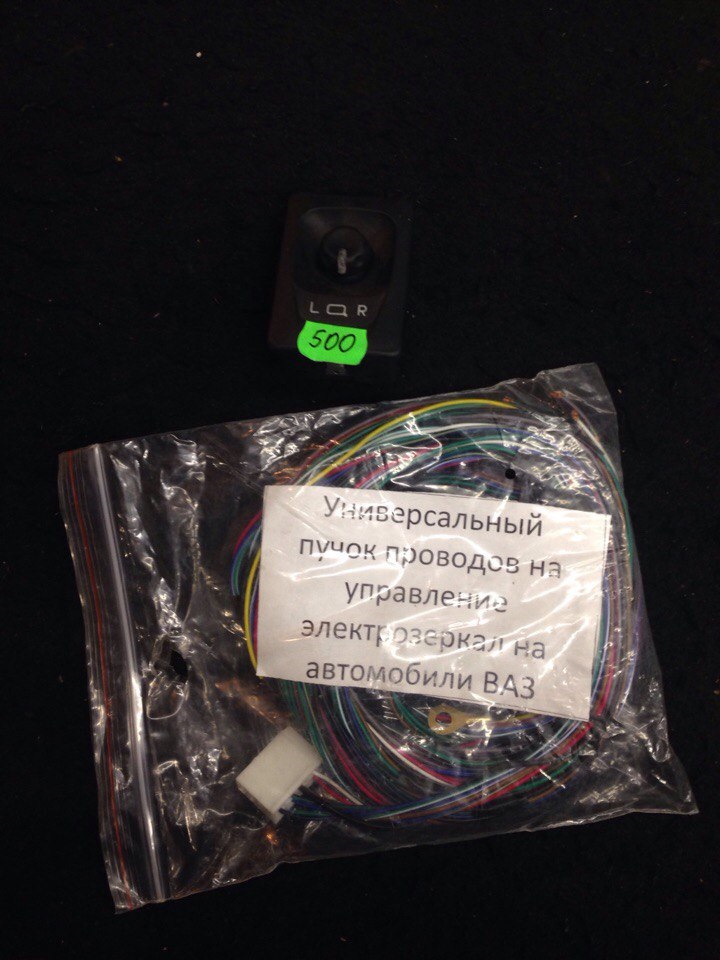 L R
500
Универсальный
пучок проводов на
управление
электрозеркал на
автомобили ВАЗ